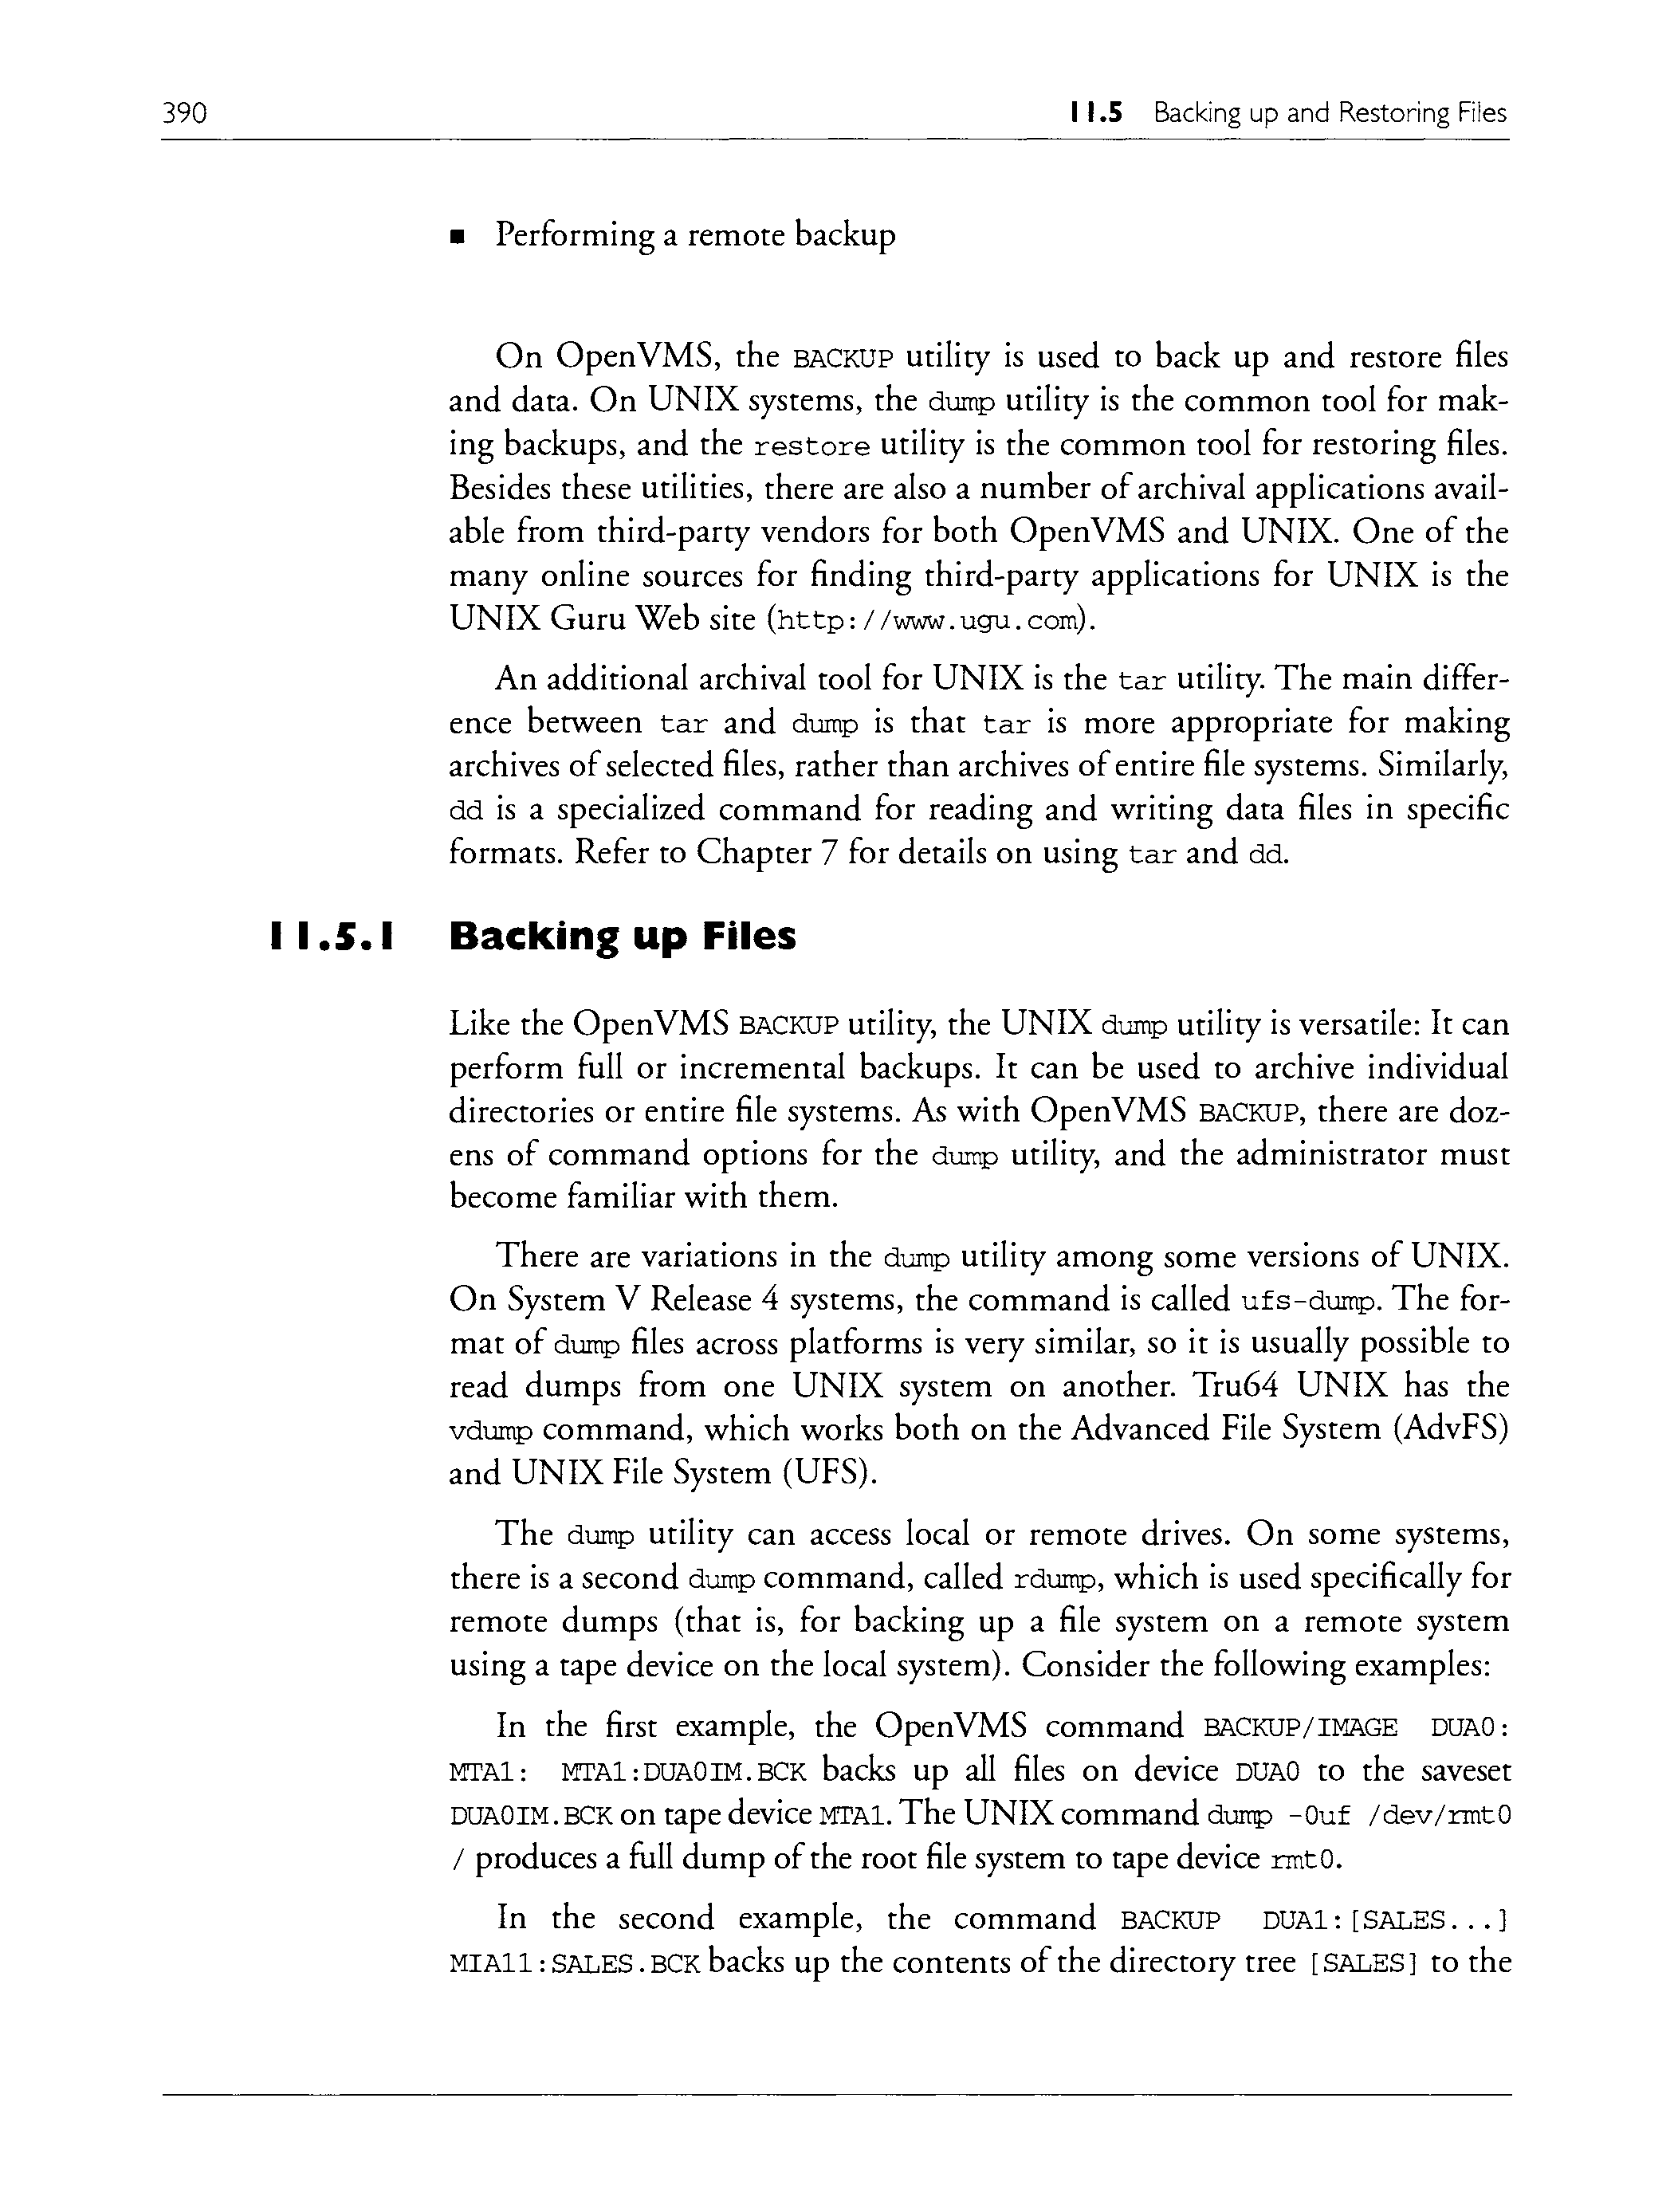 390
11.5 Backing up and Restoring Files
■ Performing a remote backup
On OpenVMS, the BACKUP utility is used to back up and restore files
and data. On UNIX systems, the dump utility is the common tool for mak-
ing backups, and the restore utility is the common tool for restoring files.
Besides these utilities, there are also a number of archival applications avail-
able from third-party vendors for both OpenVMS and UNIX. One of the
many online sources for finding third-party applications for UNIX is the
UNIX Guru Web site (http://www.ugu.com).
An additional archival tool for UNIX is the tar utility. The main differ-
ence between tar and dump is that tar is more appropriate for making
archives of selected files, rather than archives of entire file systems. Similarly,
dd is a specialized command for reading and writing data files in specific
formats. Refer to Chapter 7 for details on using tar and dd.
11.5.1 Backing up Files
Like the OpenVMS BACKUP utility, the UNIX dump utility is versatile: It can
perform full or incremental backups. It can be used to archive individual
directories or entire file systems. As with OpenVMS BACKUP, there are doz-
ens of command options for the dump utility, and the administrator must
become familiar with them.
There are variations in the dump utility among some versions of UNIX.
On System V Release 4 systems, the command is called ufs-dump. The for-
mat of dump files across platforms is very similar, so it is usually possible to
read dumps from one UNIX system on another. Tru64 UNIX has the
vdump command, which works both on the Advanced File System (AdvFS)
and UNIX File System (UFS).
The dump utility can access local or remote drives. On some systems,
there is a second dump command, called rdump, which is used specifically for
remote dumps (that is, for backing up a file system on a remote system
using a tape device on the local system). Consider the following examples:
In the first example, the OpenVMS command BACKUP/IMAGE DUA0:
MTA1: MTA1:DUA0IM.BCK backs up all files on device DUA0 to the saveset
DUA0IM.BCK on tape device MTA1. The UNIX command dump -0uf /dev/rmt0
/ produces a full dump of the root file system to tape device rmt0.
In the second example, the command BACKUP DUA1:[SALES...]
MIA11:SALES.BCK backs up the contents of the directory tree [SALES] to the